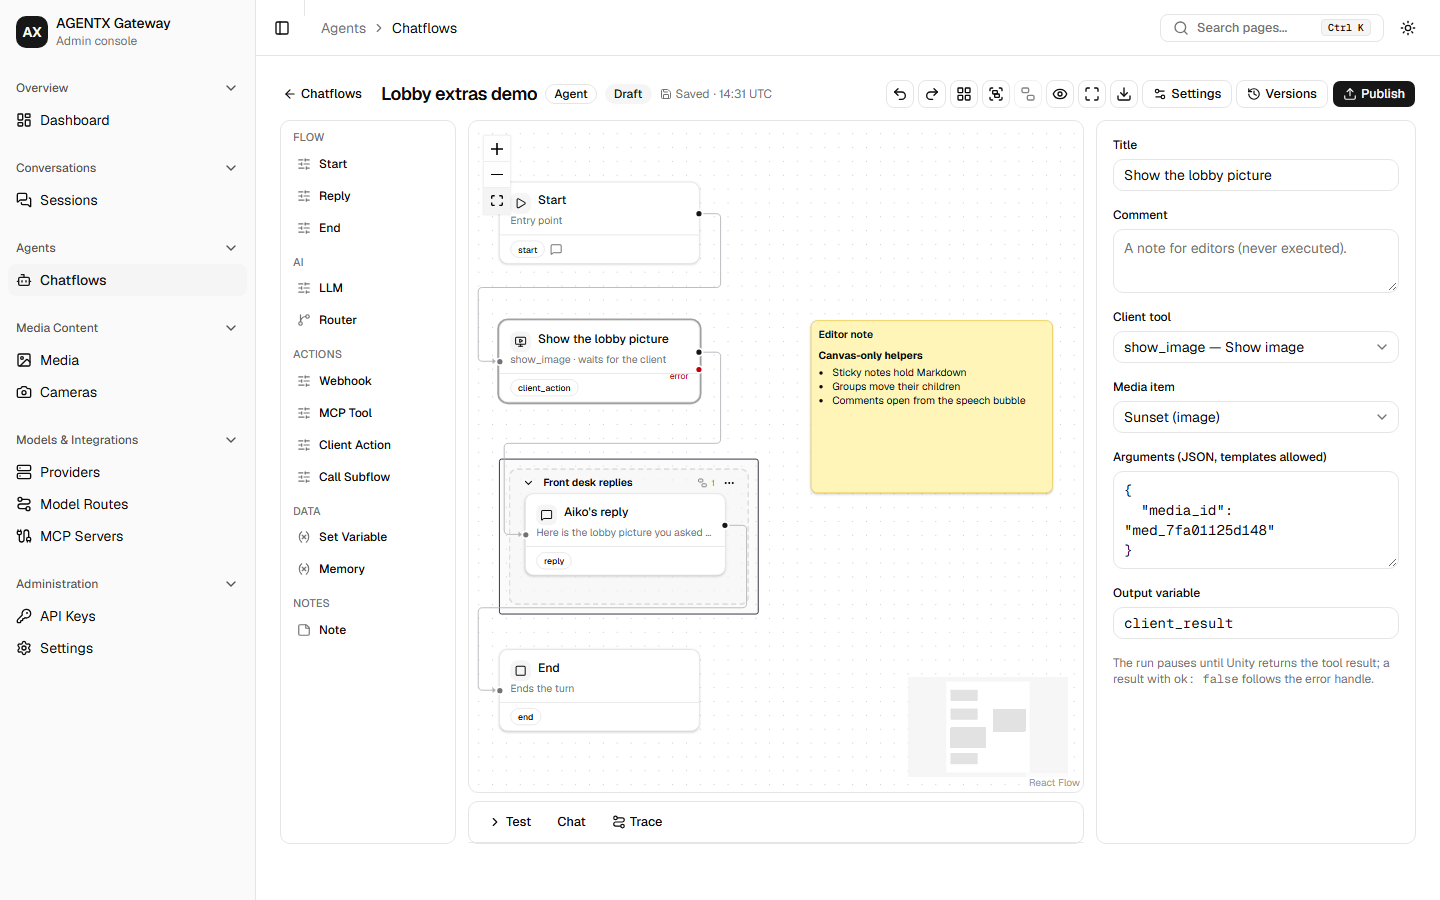 AX
AGENTX Gateway
Admin console
Overview
Dashboard
Conversations
Sessions
Agents
Chatflows
Media Content
Media
Cameras
Models & Integrations
Providers
Model Routes
MCP Servers
Administration
API Keys
Settings
Agents
Chatflows
Search pages...
Ctrl K
Chatflows
Lobby extras demo
Agent
Draft
Saved · 14:31 UTC
Settings
Versions
Publish
FLOW
Start
Reply
End
AI
LLM
Router
ACTIONS
Webhook
MCP Tool
Client Action
Call Subflow
DATA
Set Variable
Memory
NOTES
Note
Start
Entry point
start
Show the lobby picture
show_image · waits for the client
error
client_action
Front desk replies
1
Aiko's reply
Here is the lobby picture you asked ...
reply
End
Ends the turn
end
Editor note
Canvas-only helpers
• Sticky notes hold Markdown
• Groups move their children
• Comments open from the speech bubble
React Flow
Test
Chat
Trace
Title
Show the lobby picture
Comment
A note for editors (never executed).
Client tool
show_image — Show image
Media item
Sunset (image)
Arguments (JSON, templates allowed)
{
"media_id":
"med_7fa01125d148"
}
Output variable
client_result
The run pauses until Unity returns the tool result; a
result with ok: false follows the error handle.